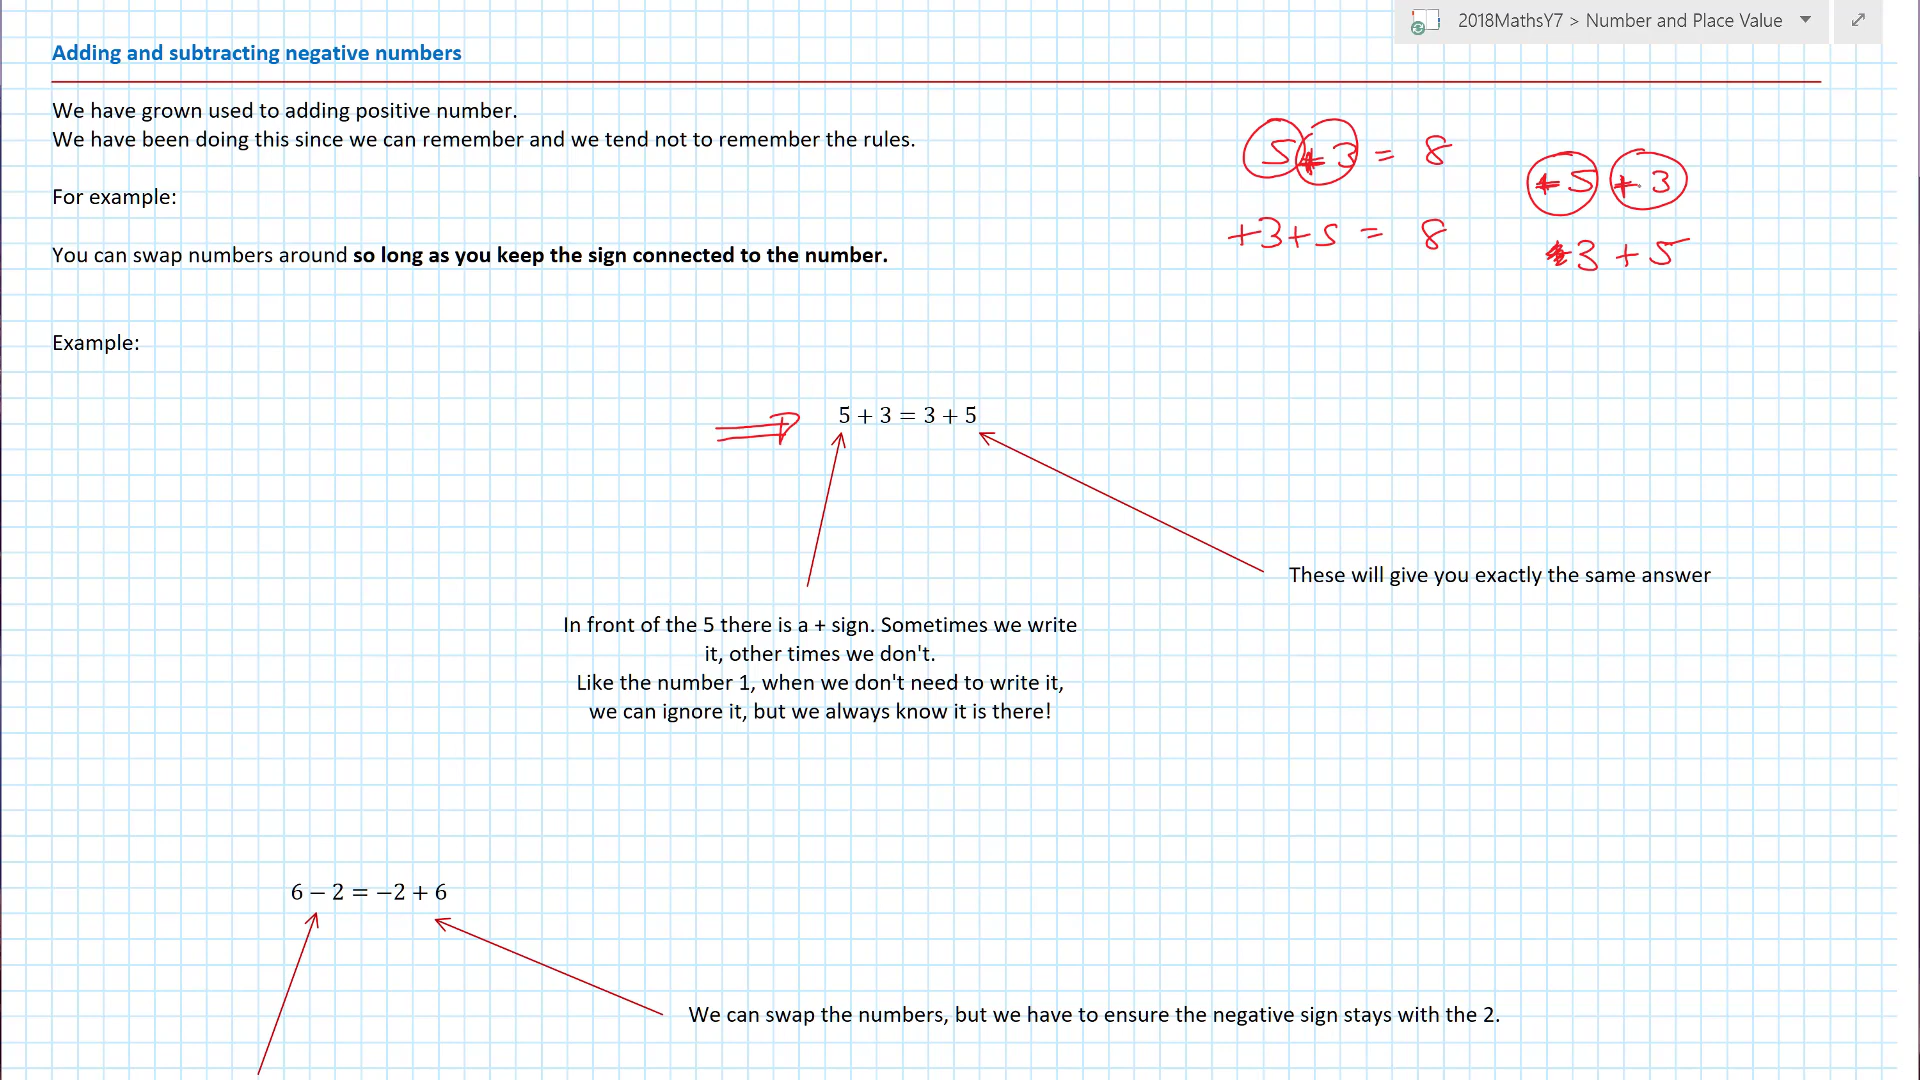 2018MathsY7 > Number and Place Value
Adding and subtracting negative numbers
We have grown used to adding positive number.
We have been doing this since we can remember and we tend not to remember the rules.
5 + 3 = 8
+5 +3
For example:
+3+5 = 8
+3 +5
You can swap numbers around so long as you keep the sign connected to the number.
Example:
5 + 3 = 3 + 5
These will give you exactly the same answer
In front of the 5 there is a + sign. Sometimes we write
it, other times we don't.
Like the number 1, when we don't need to write it,
we can ignore it, but we always know it is there!
6 − 2 = −2 + 6
We can swap the numbers, but we have to ensure the negative sign stays with the 2.